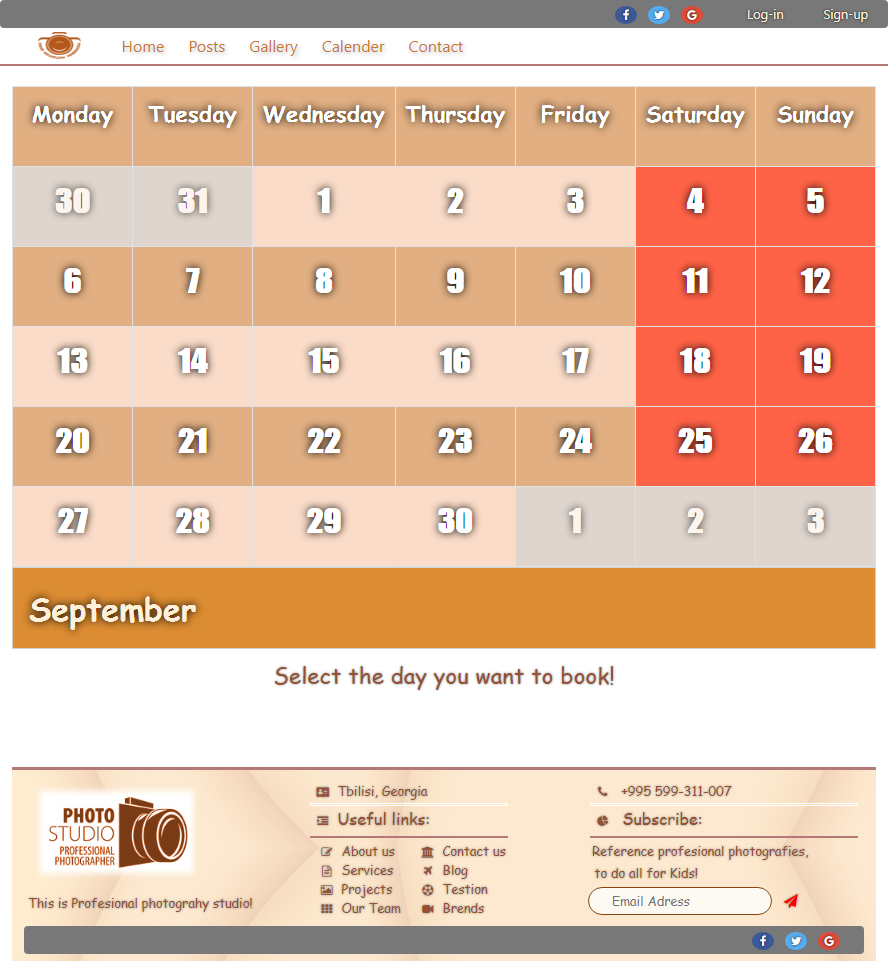 Log-in Sign-up
Home Posts Gallery Calender Contact
Monday Tuesday Wednesday Thursday Friday Saturday Sunday
30 31 1 2 3 4 5
6 7 8 9 10 11 12
13 14 15 16 17 18 19
20 21 22 23 24 25 26
27 28 29 30 1 2 3
September
Select the day you want to book!
PHOTO
STUDIO
PROFESSIONAL
PHOTOGRAPHER
This is Profesional photograhy studio!
Tbilisi, Georgia
Useful links:
About us Contact us
Services Blog
Projects Testion
Our Team Brends
+995 599-311-007
Subscribe:
Reference profesional photografies,
to do all for Kids!
Email Adress